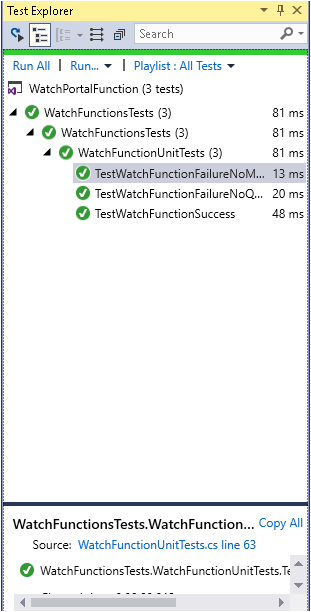 Test Explorer
Search
Run All | Run... | Playlist : All Tests
WatchPortalFunction (3 tests)
WatchFunctionsTests (3) 81 ms
WatchFunctionsTests (3) 81 ms
WatchFunctionUnitTests (3) 81 ms
TestWatchFunctionFailureNoM... 13 ms
TestWatchFunctionFailureNoQ... 20 ms
TestWatchFunctionSuccess 48 ms
WatchFunctionsTests.WatchFunction... Copy All
Source: WatchFunctionUnitTests.cs line 63
WatchFunctionsTests.WatchFunctionUnitTests.Te